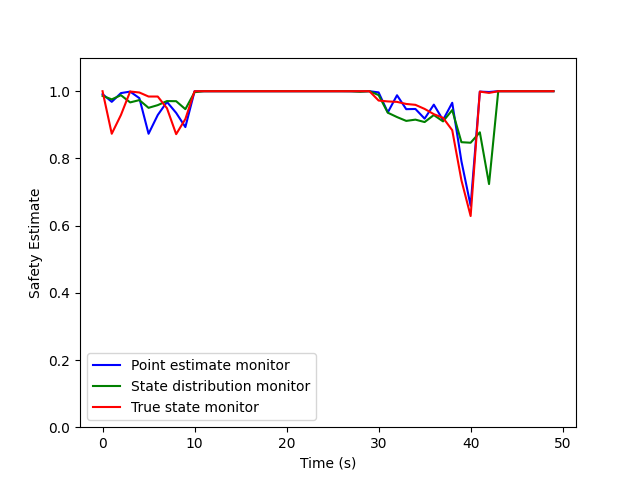 1.0
0.8
0.6
0.4
0.2
0.0
Safety Estimate
Point estimate monitor
State distribution monitor
True state monitor
0 10 20 30 40 50
Time (s)